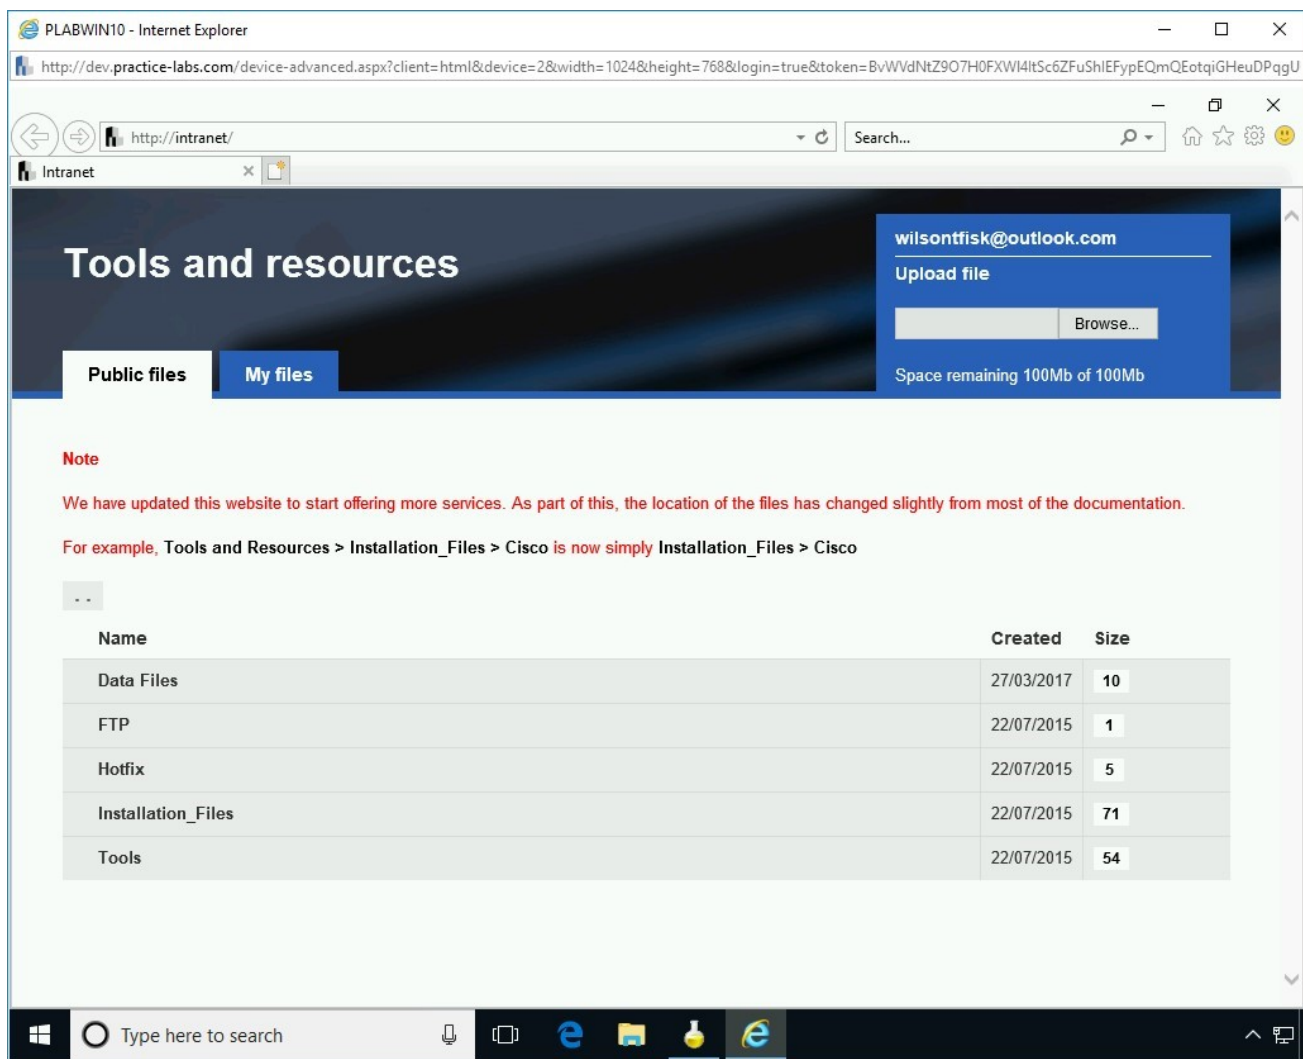 PLABWIN10 - Internet Explorer
http://dev.practice-labs.com/device-advanced.aspx?client=html&device=2&width=1024&height=768&login=true&token=BvWVdNtZ9O7H0FXWl4ltSc6ZFuShlEFypEQmQEotqiGHeuDPqgU
http://intranet/
Search...
Intranet
Tools and resources
wilsontfisk@outlook.com
Upload file
Browse...
Public files My files
Space remaining 100Mb of 100Mb
Note
We have updated this website to start offering more services. As part of this, the location of the files has changed slightly from most of the documentation.
For example, Tools and Resources > Installation_Files > Cisco is now simply Installation_Files > Cisco
. .
Name Created Size
Data Files 27/03/2017 10
FTP 22/07/2015 1
Hotfix 22/07/2015 5
Installation_Files 22/07/2015 71
Tools 22/07/2015 54
Type here to search